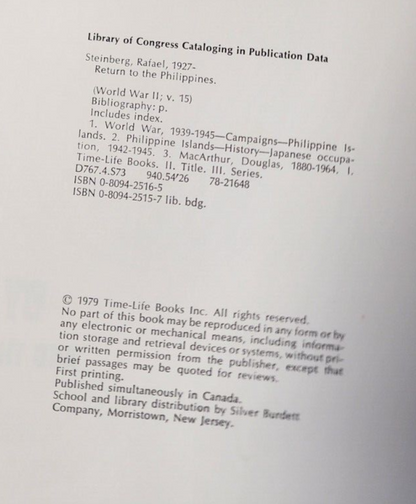 Library of Congress Cataloging in Publication Data
Steinberg, Rafael, 1927-
Return to the Philippines.
(World War II; v. 15)
Bibliography: p.
Includes index.
1. World War, 1939-1945—Campaigns—Philippine Is-
lands. 2. Philippine Islands—History—Japanese occupa-
tion, 1942-1945. 3. MacArthur, Douglas, 1880-1964. I.
Time-Life Books. II. Title. III. Series.
D767.4.S73 940.54'26 78-21648
ISBN 0-8094-2516-5
ISBN 0-8094-2515-7 lib. bdg.
© 1979 Time-Life Books Inc. All rights reserved.
No part of this book may be reproduced in any form or by
any electronic or mechanical means, including informa-
tion storage and retrieval devices or systems, without pri-
or written permission from the publisher, except that
brief passages may be quoted for reviews.
First printing.
Published simultaneously in Canada.
School and library distribution by Silver Burdett
Company, Morristown, New Jersey.